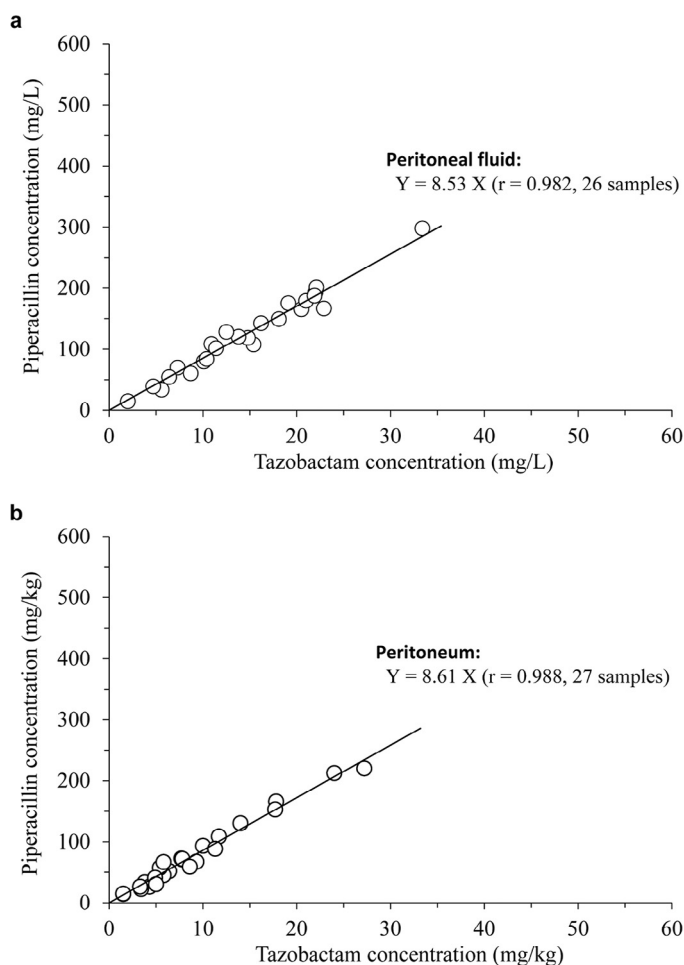 a
600
500
400
300
200
100
0
Piperacillin concentration (mg/L)
Peritoneal fluid:
Y = 8.53 X (r = 0.982, 26 samples)
0 10 20 30 40 50 60
Tazobactam concentration (mg/L)
b
600
500
400
300
200
100
0
Piperacillin concentration (mg/kg)
Peritoneum:
Y = 8.61 X (r = 0.988, 27 samples)
0 10 20 30 40 50 60
Tazobactam concentration (mg/kg)